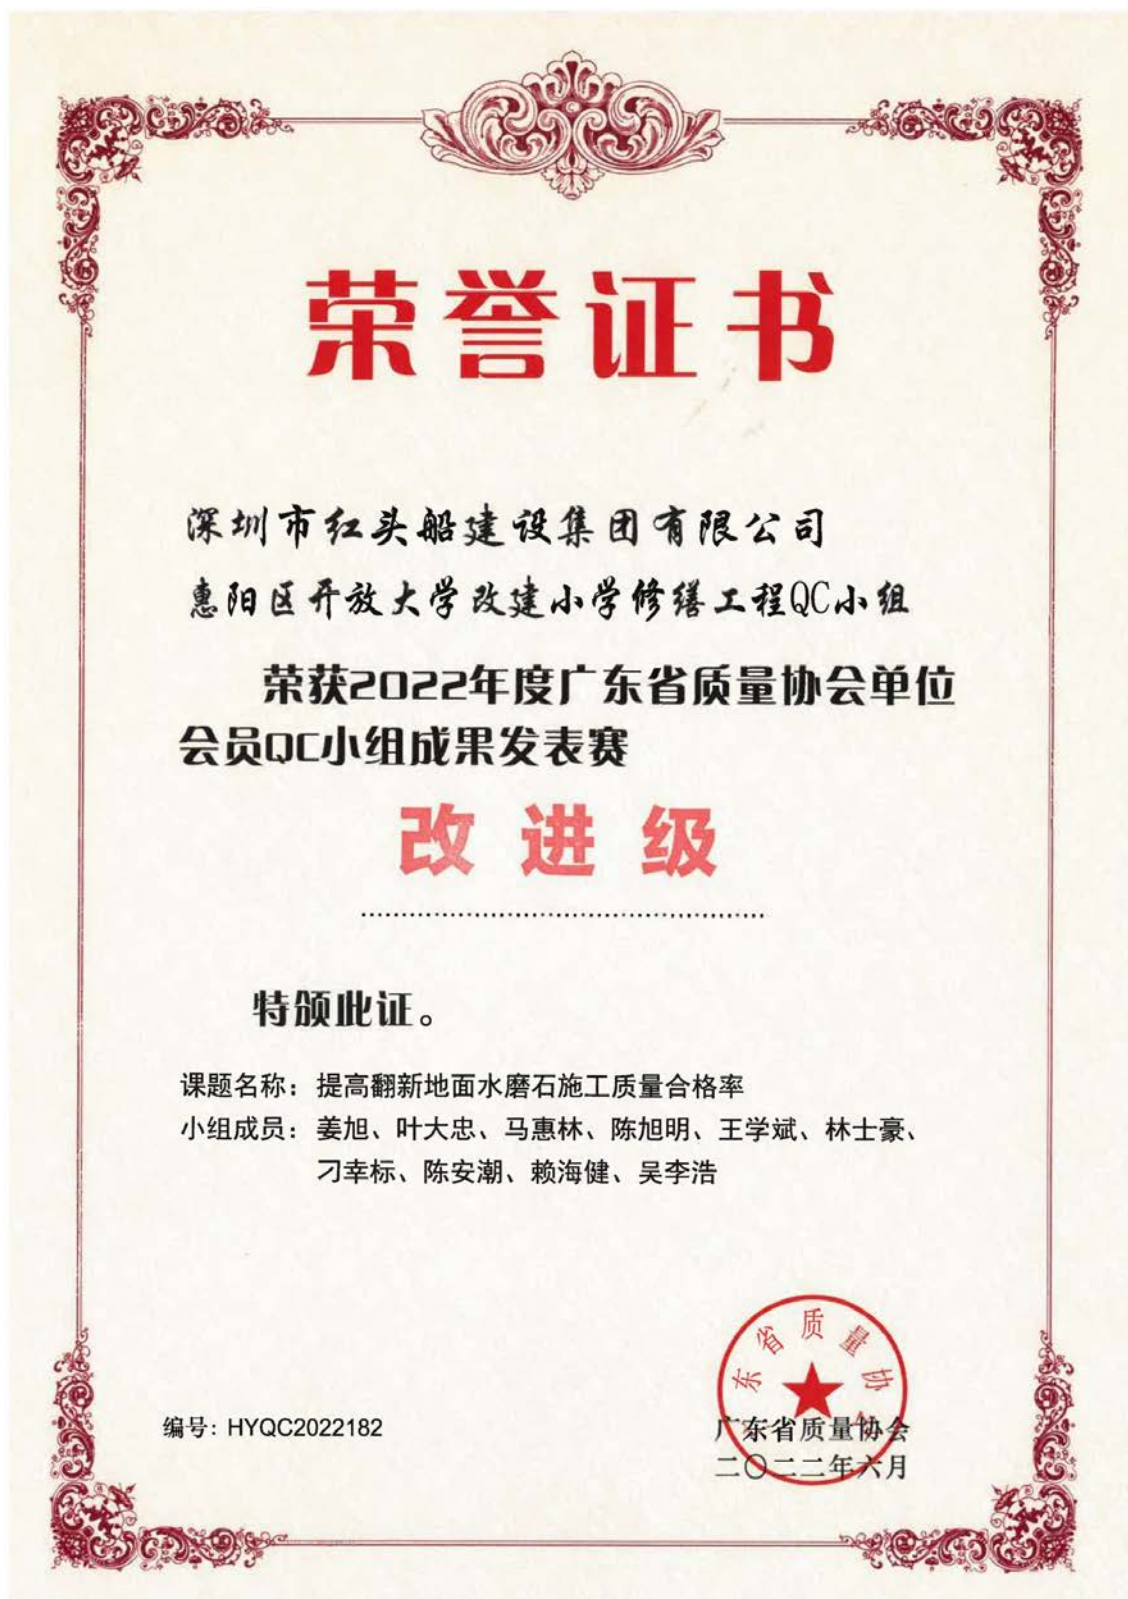 荣誉证书
深圳市红头船建设集团有限公司
惠阳区开放大学改建小学修缮工程QC小组
荣获2022年度广东省质量协会单位
会员QC小组成果发表赛
改进级
特颁此证。
课题名称：提高翻新地面水磨石施工质量合格率
小组成员：姜旭、叶大忠、马惠林、陈旭明、王学斌、林士豪、
刁幸标、陈安潮、赖海健、吴李浩
广东省质量协会
编号：HYQC2022182
广东省质量协会
二〇二二年六月